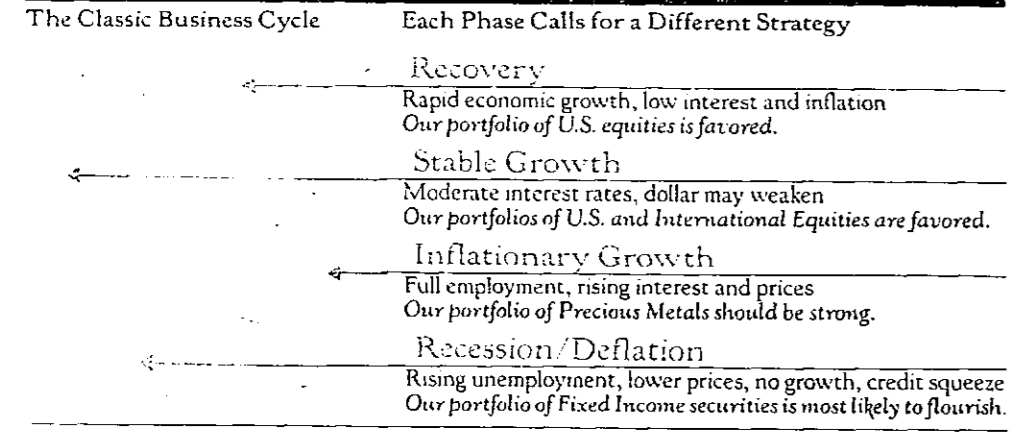 The Classic Business Cycle
Each Phase Calls for a Different Strategy
Recovery
Rapid economic growth, low interest and inflation
Our portfolio of U.S. equities is favored.
Stable Growth
Moderate interest rates, dollar may weaken
Our portfolios of U.S. and International Equities are favored.
Inflationary Growth
Full employment, rising interest and prices
Our portfolio of Precious Metals should be strong.
Recession/Deflation
Rising unemployment, lower prices, no growth, credit squeeze
Our portfolio of Fixed Income securities is most likely to flourish.